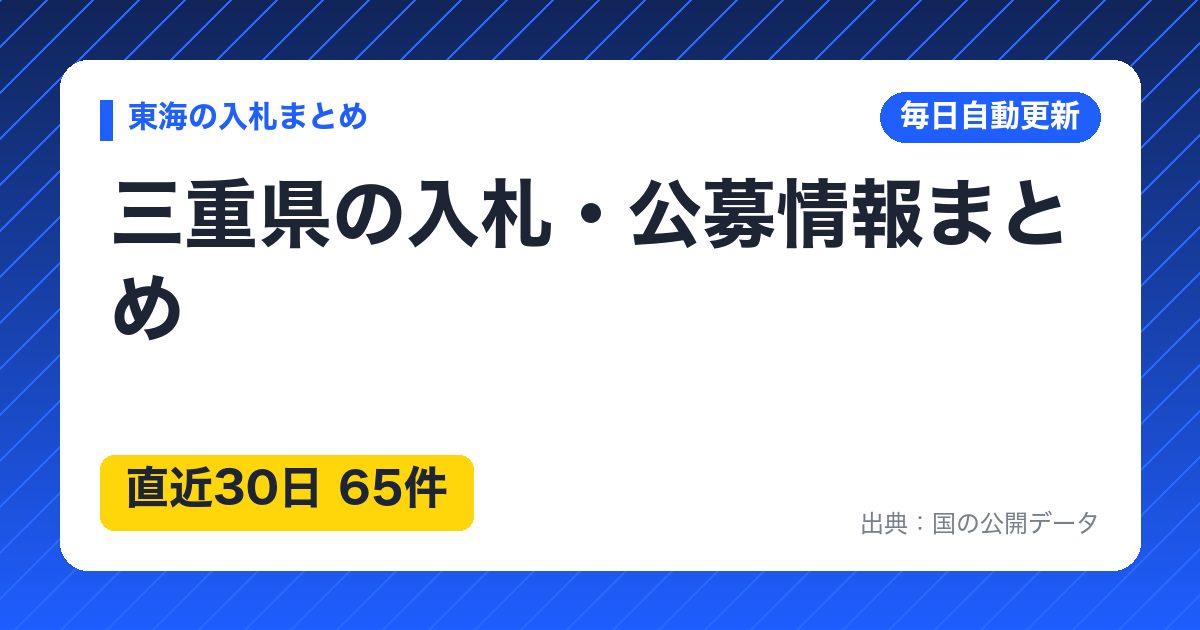 東海の入札まとめ
毎日自動更新
三重県の入札・公募情報まと
め
直近30日 65件
出典：国の公開データ